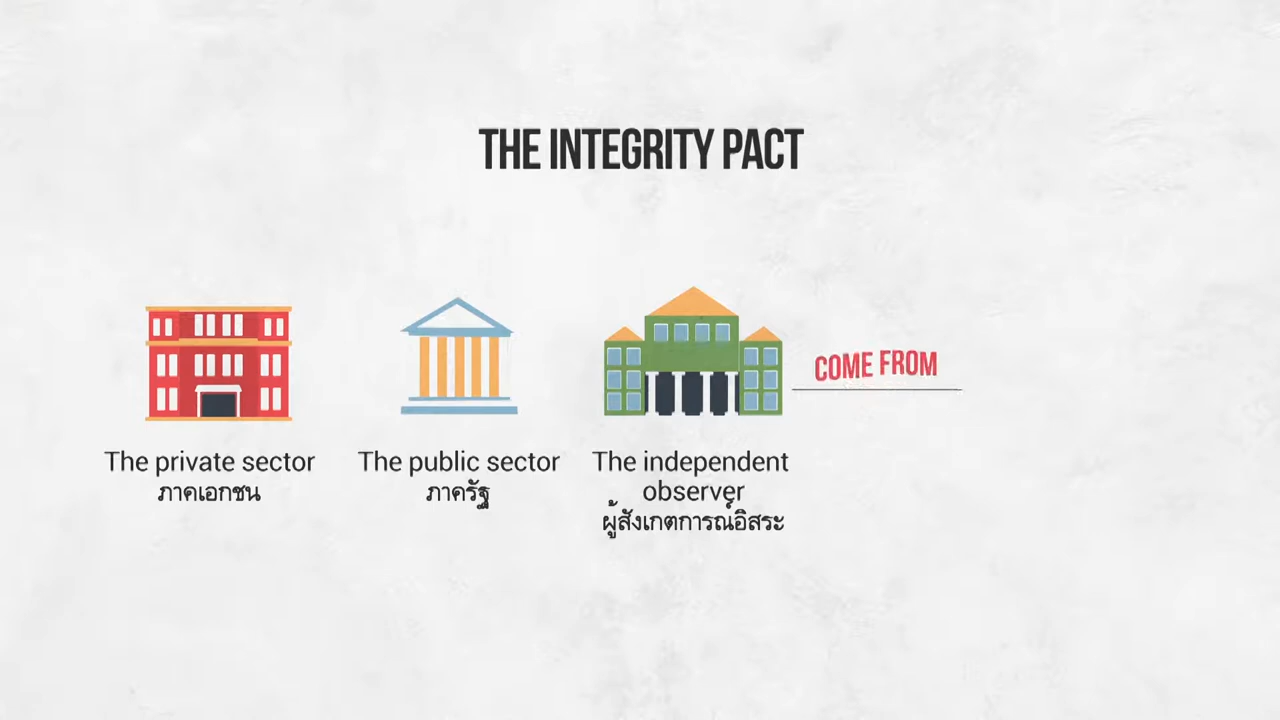 THE INTEGRITY PACT
COME FROM
The private sector
ภาคเอกชน
The public sector
ภาครัฐ
The independent
observer
ผู้สังเกตการณ์อิสระ